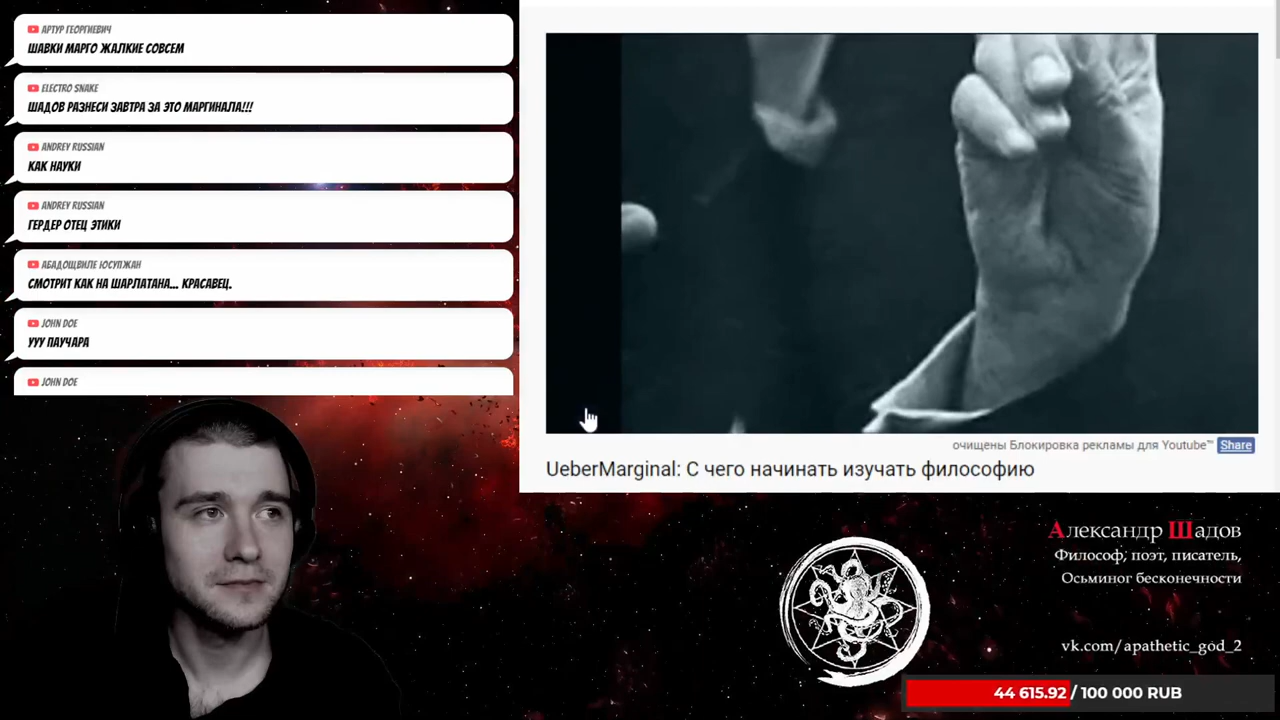 АРТУР ГЕОРГИЕВИЧ
ШАВКИ МАРГО ЖАЛКИЕ СОВСЕМ
ELECTRO SNAKE
ШАДОВ РАЗНЕСИ ЗАВТРА ЗА ЭТО МАРГИНАЛА!!!
ANDREY RUSSIAN
КАК НАУКИ
ANDREY RUSSIAN
ГЕРДЕР ОТЕЦ ЭТИКИ
АБАДОЩВИЛЕ ЮСУПЖАН
СМОТРИТ КАК НА ШАРЛАТАНА... КРАСАВЕЦ.
JOHN DOE
УУУ ПАУЧАРА
JOHN DOE
очищены Блокировка рекламы для Youtube™ Share
UeberMarginal: С чего начинать изучать философию
Александр Шадов
Философ, поэт, писатель,
Осьминог бесконечности
vk.com/apathetic_god_2
44 615.92 / 100 000 RUB